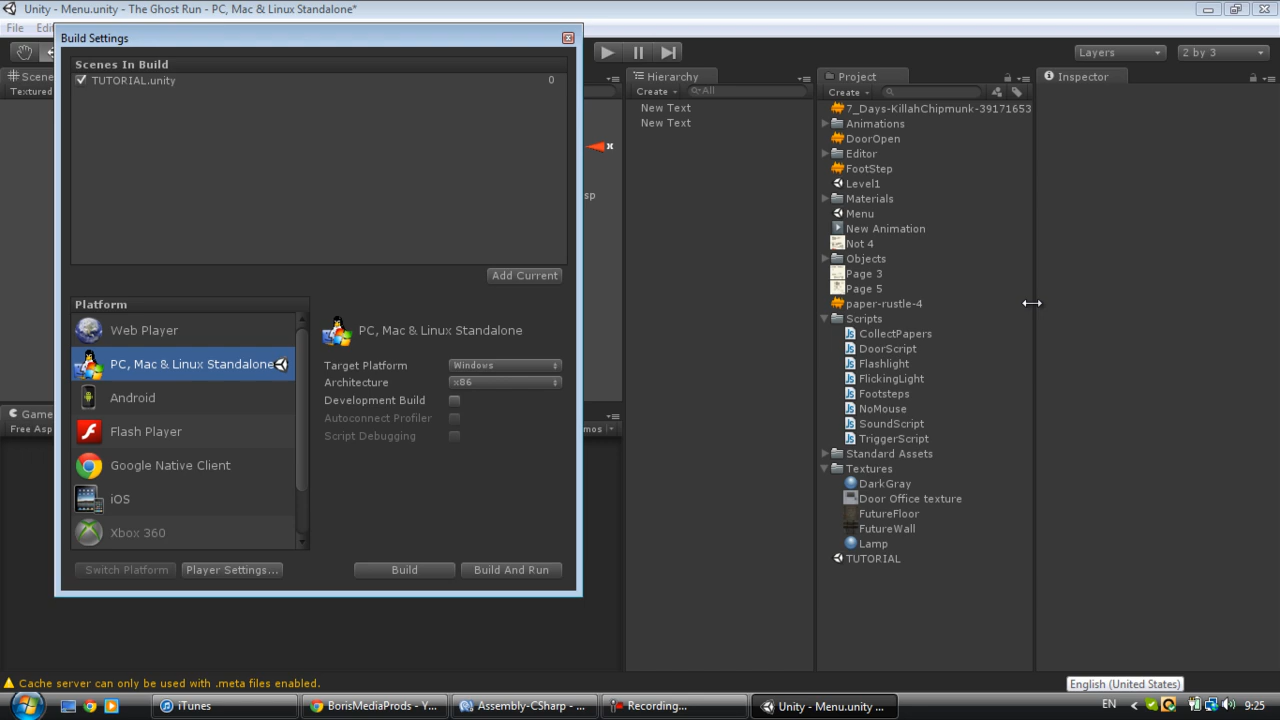 Unity - Menu.unity - The Ghost Run - PC, Mac & Linux Standalone*
File
Build Settings
Layers
2 by 3
Scenes In Build
TUTORIAL.unity 0
Add Current
Platform
Web Player
PC, Mac & Linux Standalone
Android
Flash Player
Google Native Client
iOS
Xbox 360
PC, Mac & Linux Standalone
Target Platform Windows
Architecture x86
Development Build
Autoconnect Profiler
Script Debugging
Switch Platform
Player Settings...
Build
Build And Run
Scene
Textured
x
Game
Hierarchy
Create All
New Text
New Text
Project
Create
7_Days-KillahChipmunk-39171653
Animations
DoorOpen
Editor
FootStep
Level1
Materials
Menu
New Animation
Not 4
Objects
Page 3
Page 5
paper-rustle-4
Scripts
CollectPapers
DoorScript
Flashlight
FlickingLight
Footsteps
NoMouse
SoundScript
TriggerScript
Standard Assets
Textures
DarkGray
Door Office texture
FutureFloor
FutureWall
Lamp
TUTORIAL
Inspector
Cache server can only be used with .meta files enabled.
English (United States)
iTunes
BorisMediaProds - Y...
Assembly-CSharp - ...
Recording...
Unity - Menu.unity ...
EN
9:25